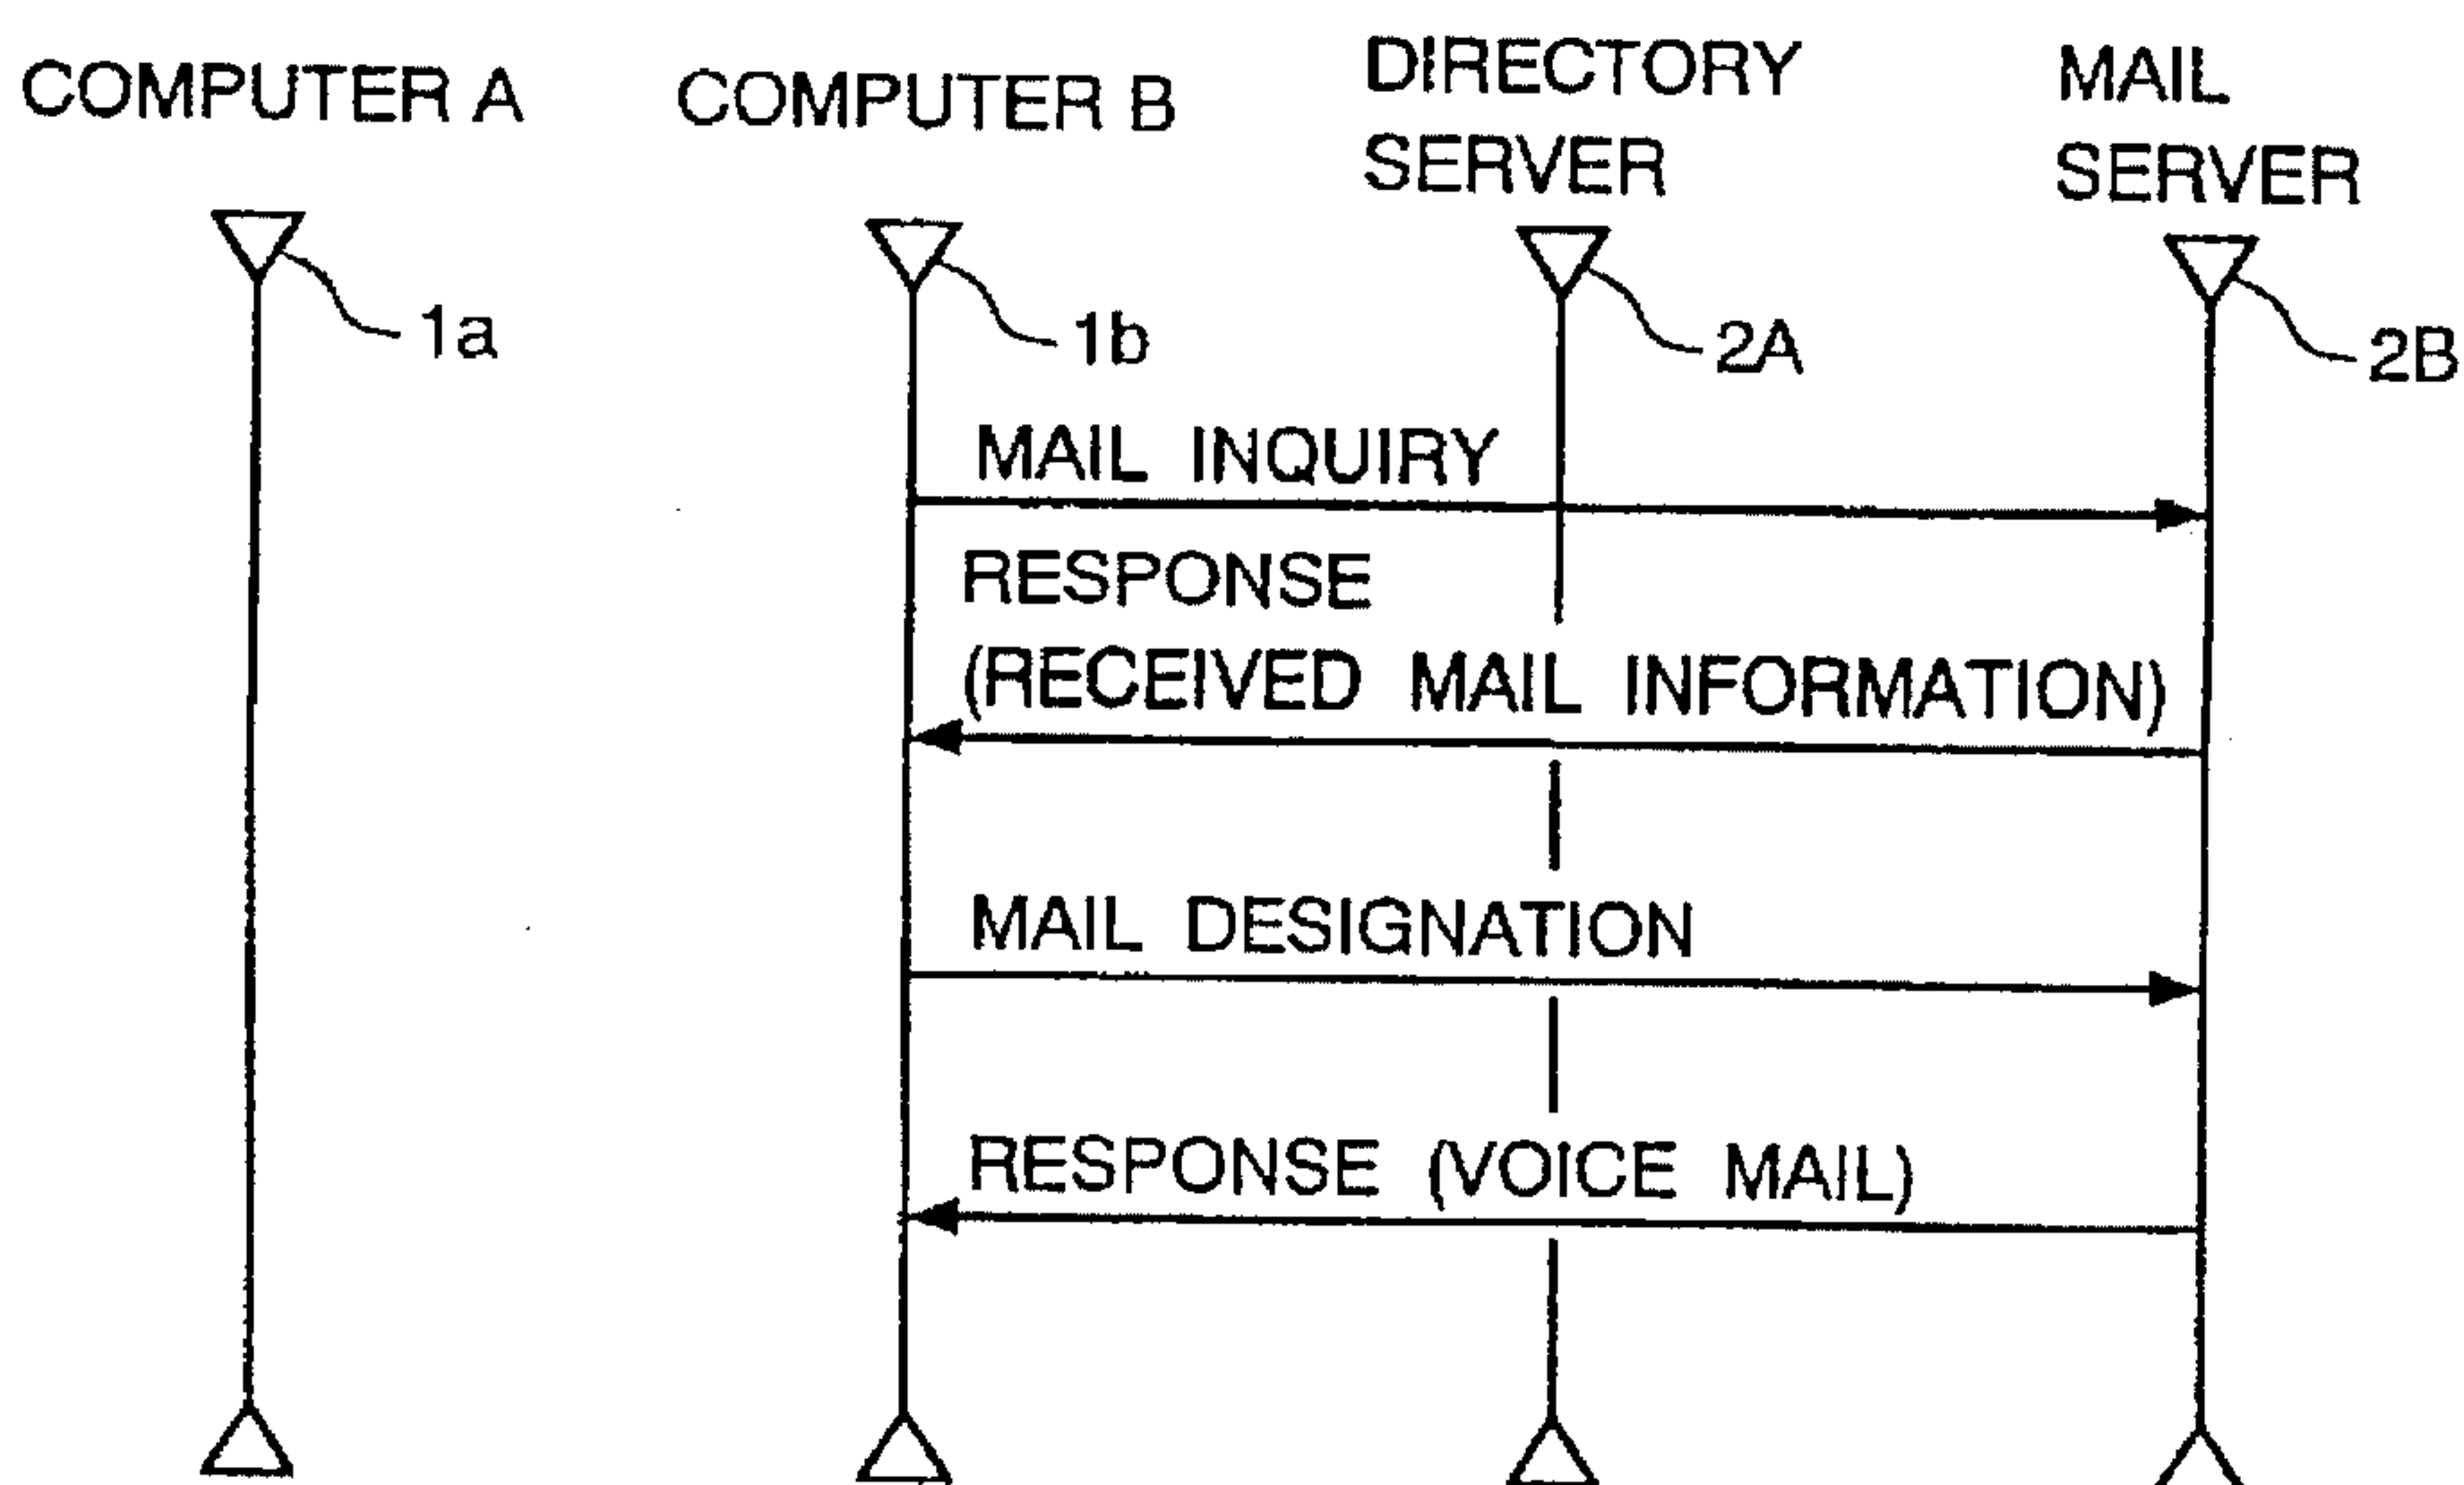 COMPUTER A
COMPUTER B
DIRECTORY
SERVER
MAIL
SERVER
1a
1b
2A
2B
MAIL INQUIRY
RESPONSE
(RECEIVED MAIL INFORMATION)
MAIL DESIGNATION
RESPONSE (VOICE MAIL)